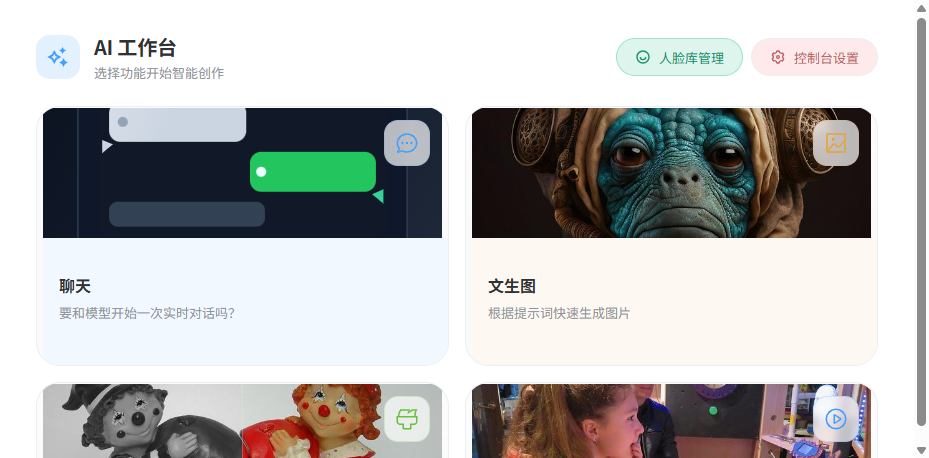 AI 工作台
选择功能开始智能创作
人脸库管理
控制台设置
聊天
要和模型开始一次实时对话吗?
文生图
根据提示词快速生成图片